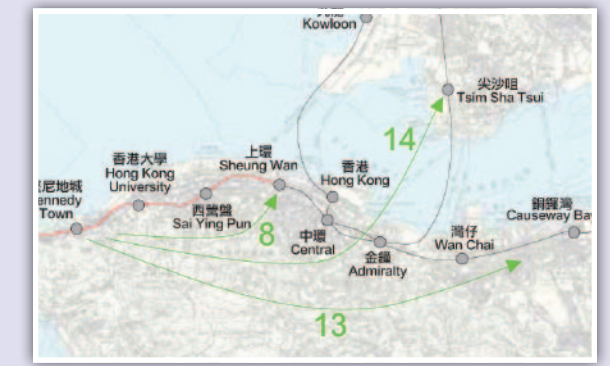 Kowloon
尖沙咀
Tsim Sha Tsui
14
上環
Sheung Wan
香港大學
Hong Kong
University
香港
Hong Kong
尼地城
ennedy
Town
西營盤
Sai Ying Pun
8
中環
Central
金鐘
Admiralty
灣仔
Wan Chai
銅鑼灣
Causeway Ba
13